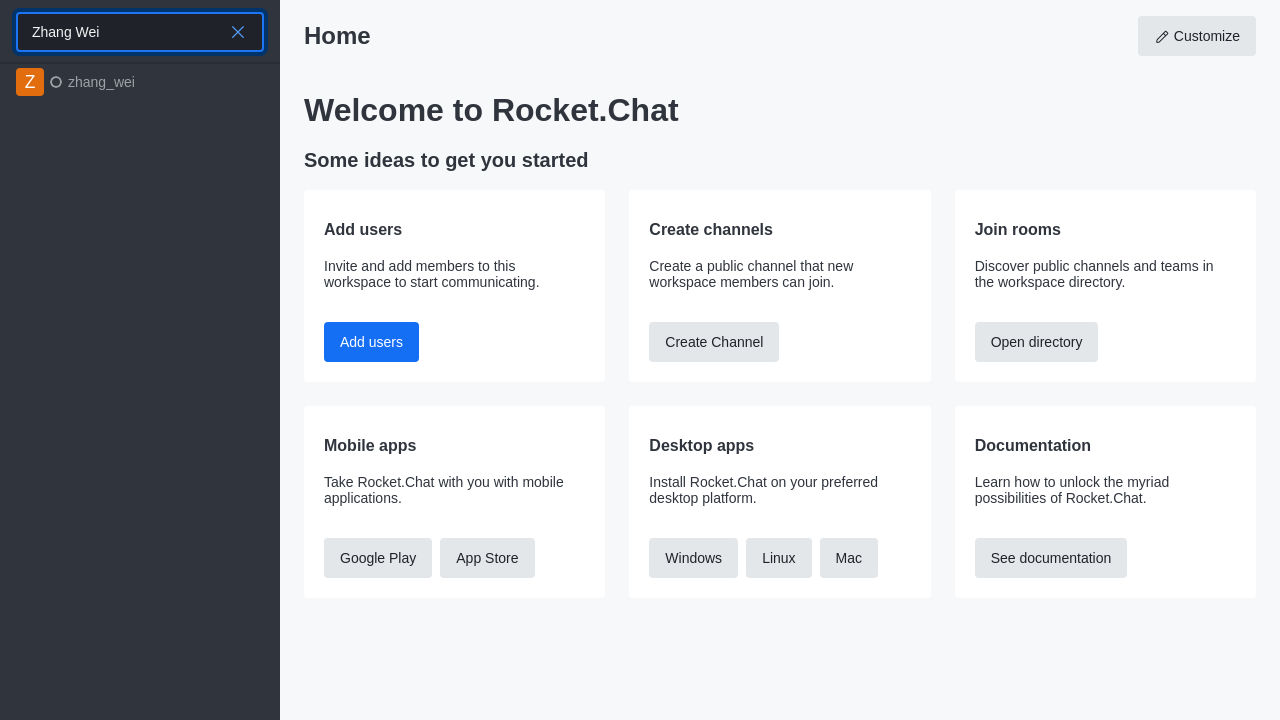 Zhang Wei
Z zhang_wei
Home
Customize
Welcome to Rocket.Chat
Some ideas to get you started
Add users
Invite and add members to this
workspace to start communicating.
Add users
Create channels
Create a public channel that new
workspace members can join.
Create Channel
Join rooms
Discover public channels and teams in
the workspace directory.
Open directory
Mobile apps
Take Rocket.Chat with you with mobile
applications.
Google Play App Store
Desktop apps
Install Rocket.Chat on your preferred
desktop platform.
Windows Linux Mac
Documentation
Learn how to unlock the myriad
possibilities of Rocket.Chat.
See documentation